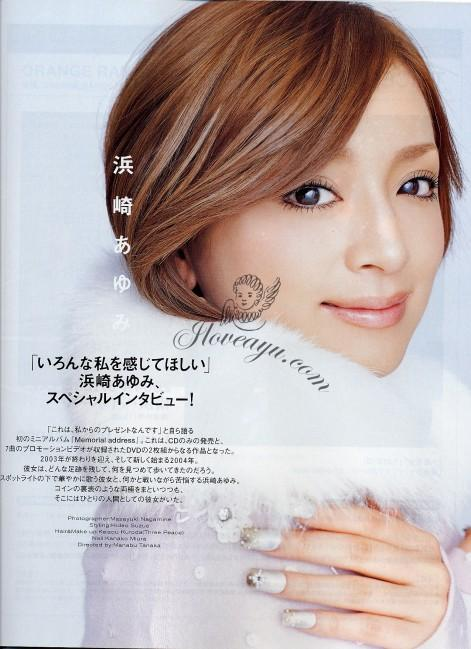 浜崎あゆみ
Iloveayu.com
「いろんな私を感じてほしい」
浜崎あゆみ、
スペシャルインタビュー!
「これは、私からのプレゼントなんです」と自ら語る
初のミニアルバム『Memorial address』。これは、CDのみの発売と、
7曲のプロモーションビデオが収録されたDVDの2枚組からなる作品となった。
2003年が終わりを迎え、そして新しく始まる2004年。
彼女は、どんな足跡を残して、何を見つめて歩いてきたのだろう。
スポットライトの下で華やかに歌う彼女と、何かと戦いながら苦悩する浜崎あゆみ。
コインの裏表のような両極をまといつつも、
そこにはひとりの人間としての彼女がいた。
Photographer:Masayuki Nagamine
Styling:Hideo Suzue
Hair&Make up:Keizou Kuroda(Three Peace)
Nail:Kanako Miura
Directed by:Manabu Tanaka